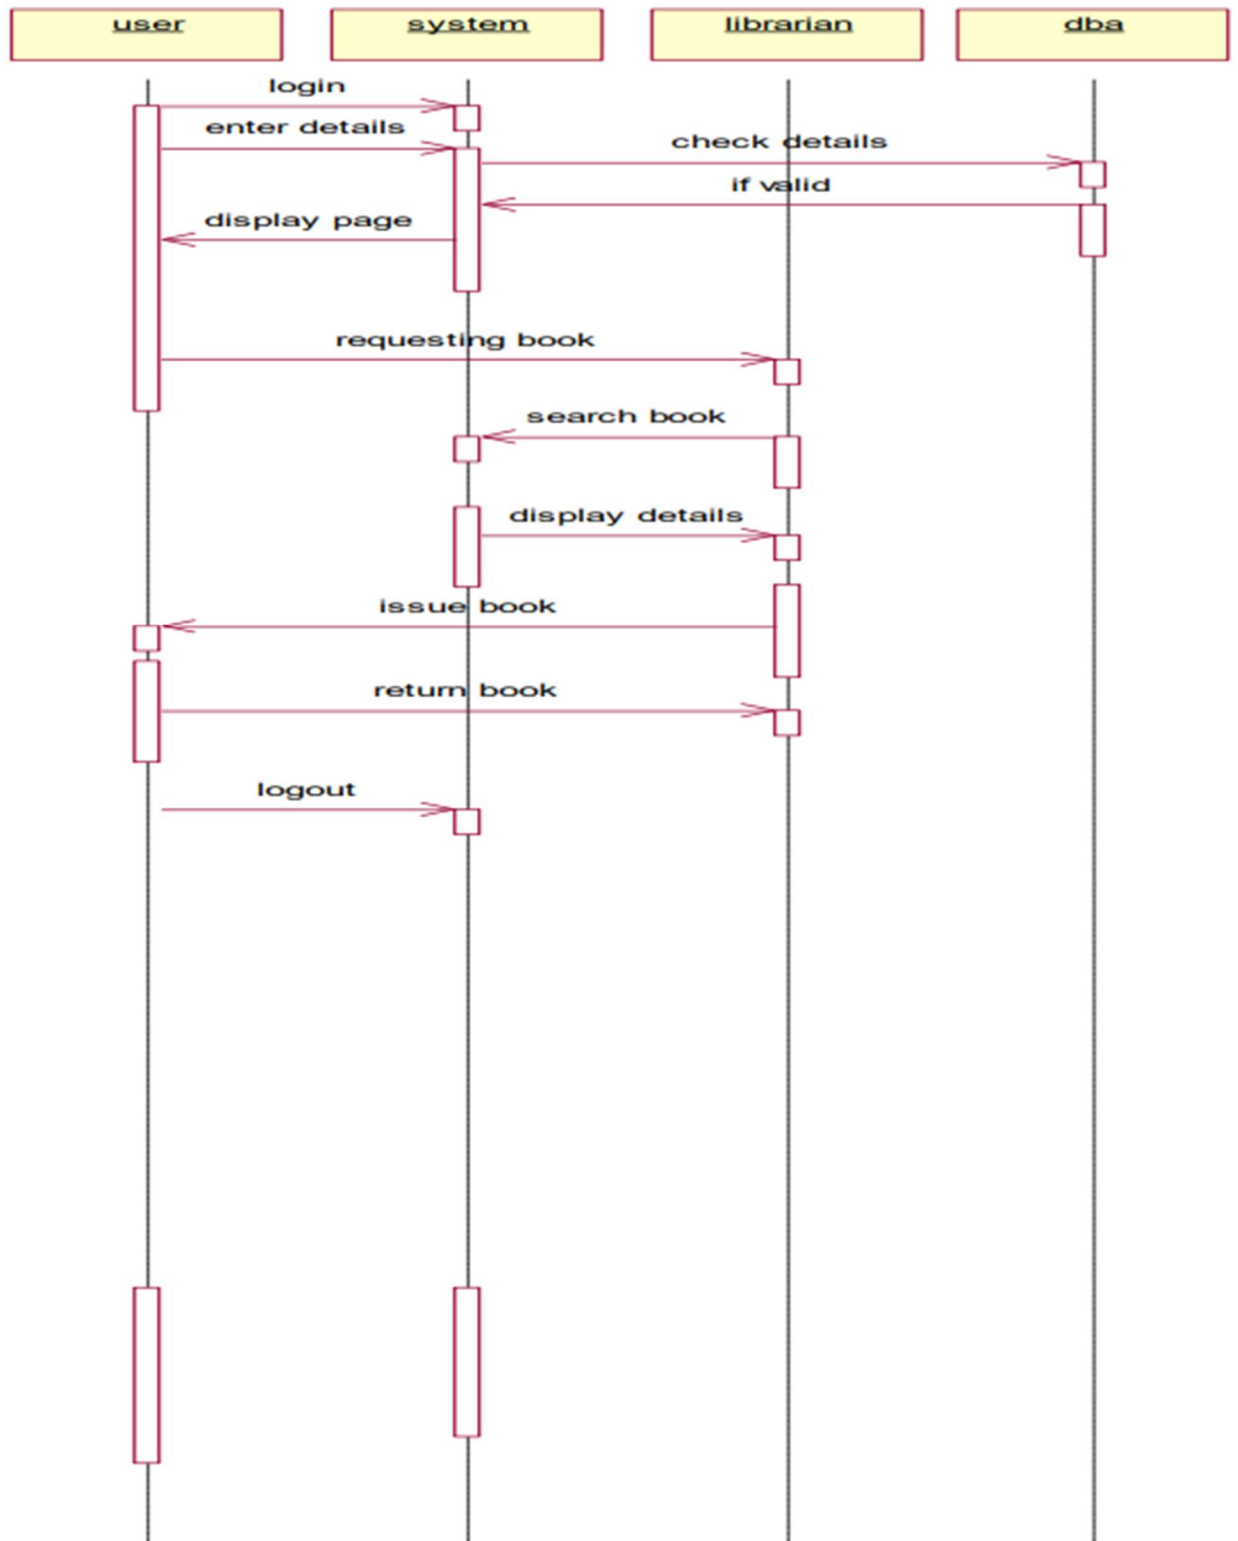 user
system
librarian
dba
login
enter details
check details
if valid
display page
requesting book
search book
display details
issue book
return book
logout